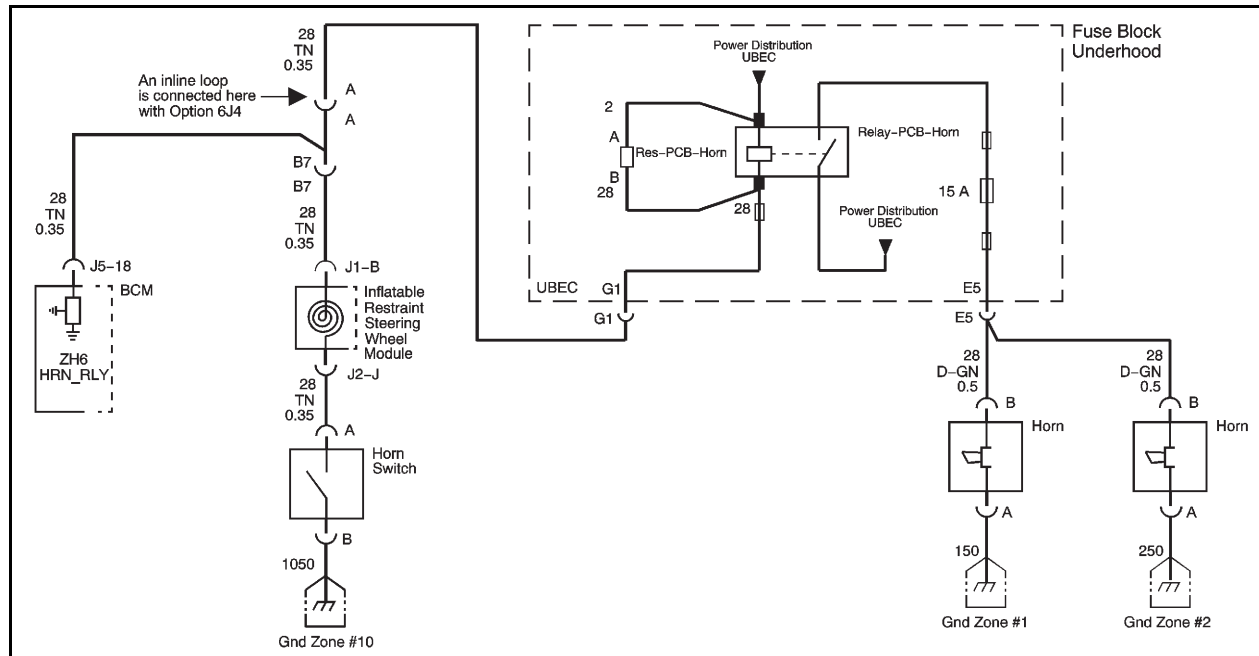 28
TN
0.35
An inline loop
is connected here
with Option 6J4
A
A
B7
B7
28
TN
0.35
28
TN
0.35
J5-18
BCM
ZH6
HRN_RLY
J1-B
Inflatable
Restraint
Steering
Wheel
Module
J2-J
28
TN
0.35
A
Horn
Switch
B
1050
Gnd Zone #10
Fuse Block
Underhood
Power Distribution
UBEC
2
A
Res-PCB-Horn
B
28
Relay-PCB-Horn
28
15 A
Power Distribution
UBEC
UBEC
G1
G1
E5
E5
28
D-GN
0.5
B
Horn
A
150
Gnd Zone #1
28
D-GN
0.5
B
Horn
A
250
Gnd Zone #2